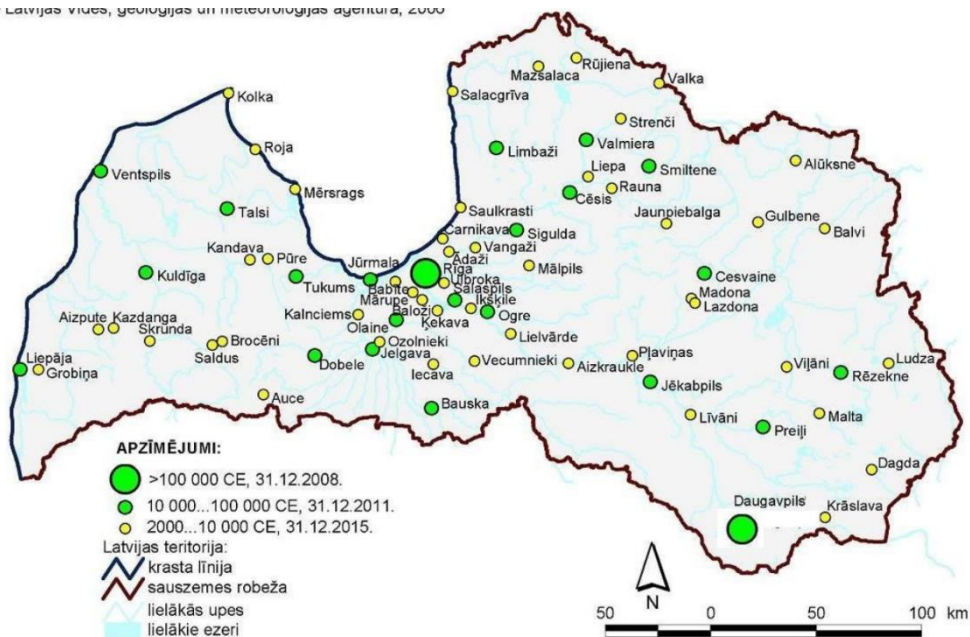 Latvijas Vides, ģeoloģijas un meteoroloģijas aģentūra, 2006
Rūjiena
Mazsalaca
Valka
Kolka
Salacgrīva
Strenči
Roja
Limbaži
Valmiera
Alūksne
Ventspils
Liepa
Smiltene
Mērsrags
Rauna
Cēsis
Talsi
Saulkrasti
Jaunpiebalga
Gulbene
Sigulda
Balvi
Carnikava
Vangaži
Kandava
Pūre
Ādaži
Mālpils
Kuldīga
Jūrmala
Rīga
Cesvaine
Tukums
Babīte
Ulbroka
Salaspils
Madona
Mārupe
Ikšķile
Lazdona
Kalnciems
Baloži
Ogre
Aizpute
Kazdanga
Ķekava
Olaine
Skrunda
Lielvārde
Brocēni
Ozolnieki
Saldus
Pļaviņas
Liepāja
Dobele
Jelgava
Vecumnieki
Aizkraukle
Viļāni
Ludza
Grobiņa
Iecava
Rēzekne
Jēkabpils
Auce
Bauska
Līvāni
Malta
Preiļi
APZĪMĒJUMI:
Dagda
>100 000 CE, 31.12.2008.
Daugavpils
10 000...100 000 CE, 31.12.2011.
Krāslava
2000...10 000 CE, 31.12.2015.
Latvijas teritorija:
krasta līnija
sauszemes robeža
N
lielākās upes
50 0 50 100 km
lielākie ezeri